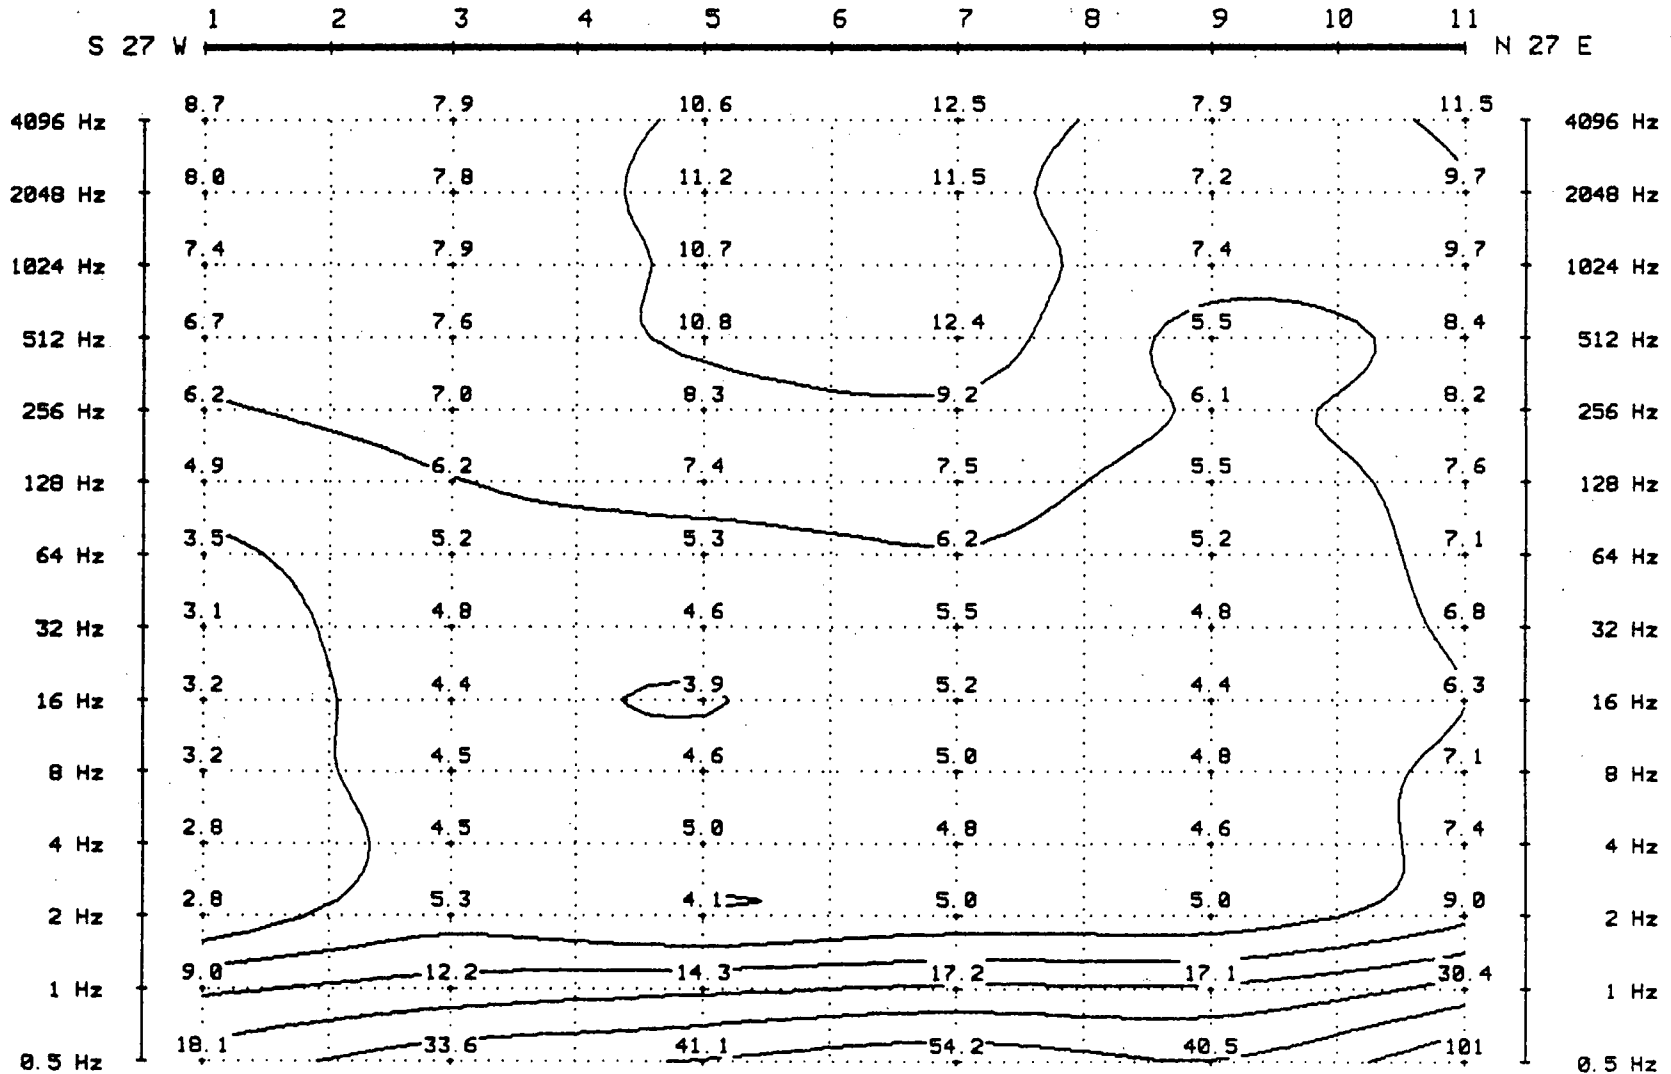 1 2 3 4 5 6 7 8 9 10 11
S 27 W N 27 E
8.7 7.9 10.6 12.5 7.9 11.5
4096 Hz 4096 Hz
8.0 7.8 11.2 11.5 7.2 9.7
2048 Hz 2048 Hz
7.4 7.9 10.7 7.4 9.7
1024 Hz 1024 Hz
6.7 7.6 10.8 12.4 5.5 8.4
512 Hz 512 Hz
6.2 7.0 8.3 9.2 6.1 8.2
256 Hz 256 Hz
4.9 6.2 7.4 7.5 5.5 7.6
128 Hz 128 Hz
3.5 5.2 5.3 6.2 5.2 7.1
64 Hz 64 Hz
3.1 4.8 4.6 5.5 4.8 6.8
32 Hz 32 Hz
3.2 4.4 3.9 5.2 4.4 6.3
16 Hz 16 Hz
3.2 4.5 4.6 5.0 4.8 7.1
8 Hz 8 Hz
2.8 4.5 5.0 4.8 4.6 7.4
4 Hz 4 Hz
2.8 5.3 4.1 5.0 5.0 9.0
2 Hz 2 Hz
9.0 12.2 14.3 17.2 17.1 30.4
1 Hz 1 Hz
18.1 33.6 41.1 54.2 40.5 101
0.5 Hz 0.5 Hz